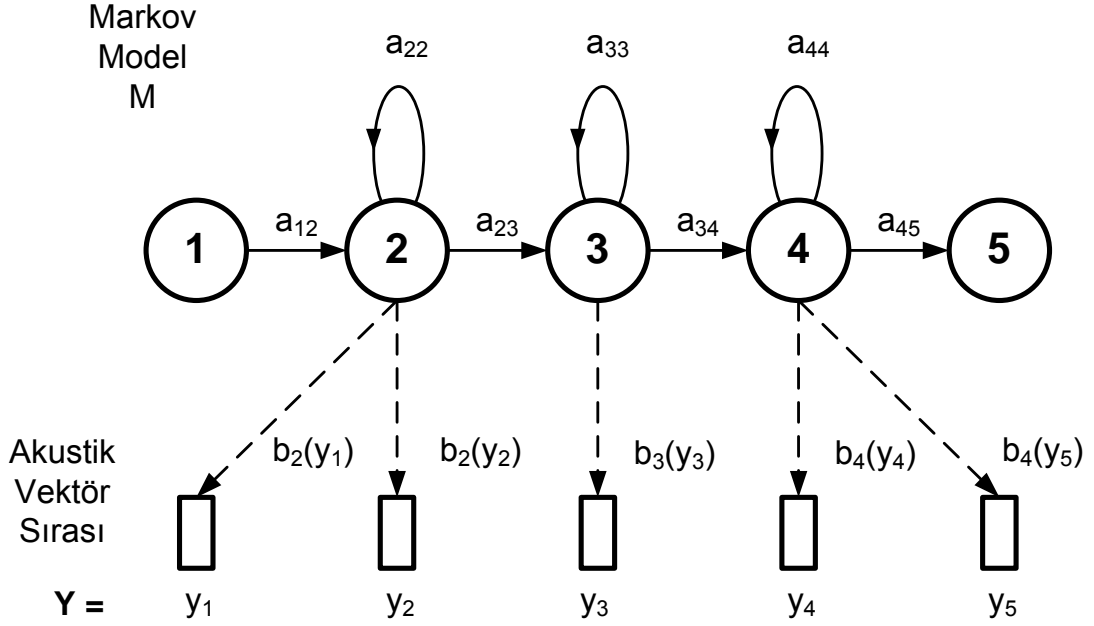 Markov
Model
M
a₂₂
a₃₃
a₄₄
1
a₁₂
2
a₂₃
3
a₃₄
4
a₄₅
5
Akustik
Vektör
Sırası
b₂(y₁)
b₂(y₂)
b₃(y₃)
b₄(y₄)
b₄(y₅)
Y =
y₁
y₂
y₃
y₄
y₅